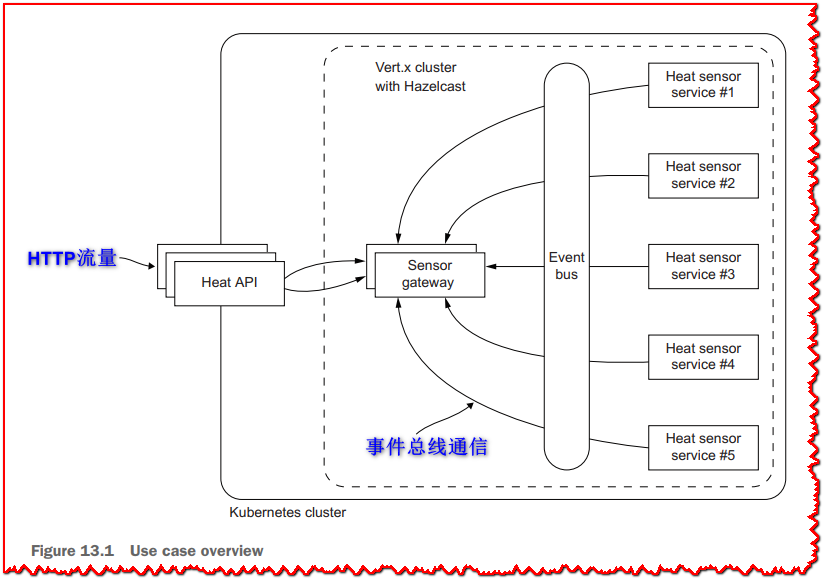 Vert.x cluster
with Hazelcast
Heat sensor
service #1
Heat sensor
service #2
HTTP流量
Heat API
Sensor
gateway
Event
bus
Heat sensor
service #3
Heat sensor
service #4
事件总线通信
Heat sensor
service #5
Kubernetes cluster
Figure 13.1 Use case overview